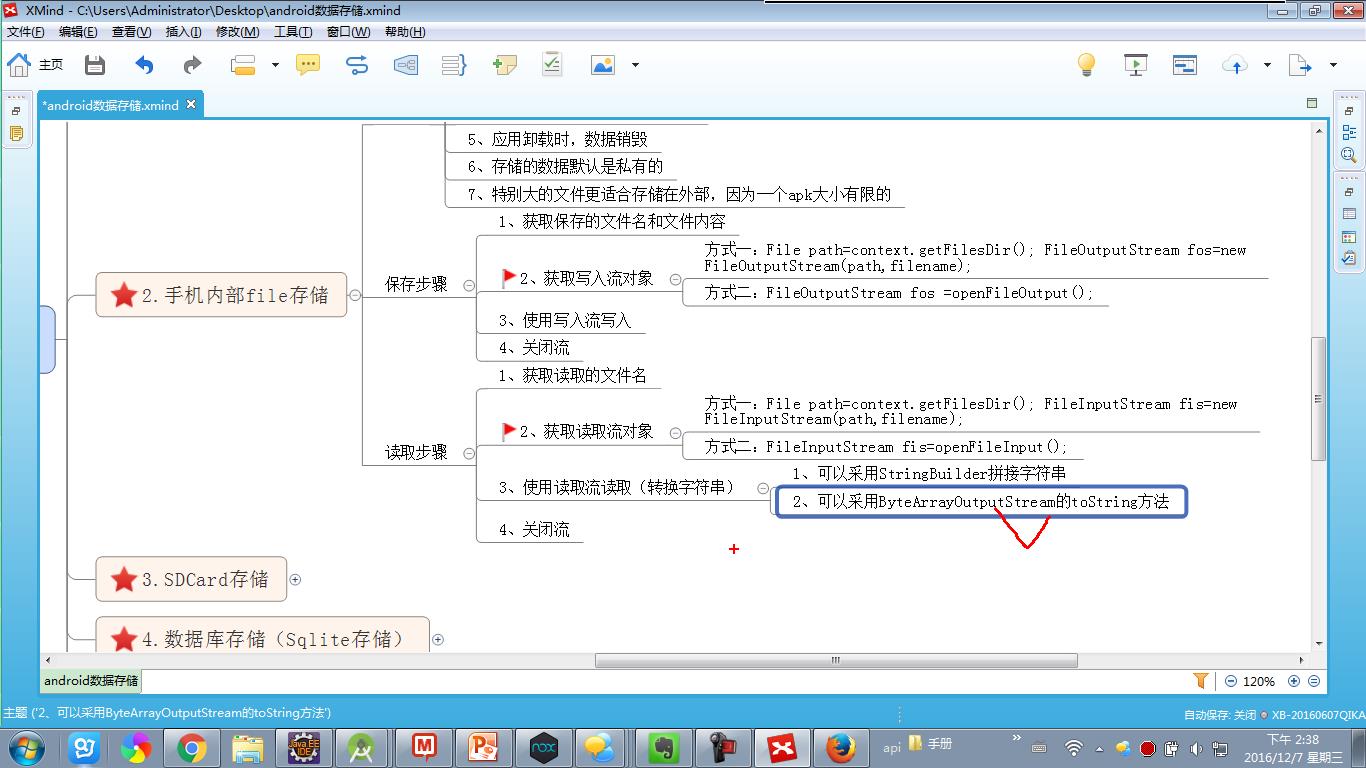 XMind - C:\Users\Administrator\Desktop\android数据存储.xmind
文件(F) 编辑(E) 查看(V) 插入(I) 修改(M) 工具(T) 窗口(W) 帮助(H)
主页
*android数据存储.xmind
5、应用卸载时，数据销毁
6、存储的数据默认是私有的
7、特别大的文件更适合存储在外部，因为一个apk大小有限的
2.手机内部file存储
保存步骤
1、获取保存的文件名和文件内容
2、获取写入流对象
方式一：File path=context.getFilesDir(); FileOutputStream fos=new
FileOutputStream(path,filename);
方式二：FileOutputStream fos =openFileOutput();
3、使用写入流写入
4、关闭流
读取步骤
1、获取读取的文件名
2、获取读取流对象
方式一：File path=context.getFilesDir(); FileInputStream fis=new
FileInputStream(path,filename);
方式二：FileInputStream fis=openFileInput();
3、使用读取流读取（转换字符串）
1、可以采用StringBuilder拼接字符串
2、可以采用ByteArrayOutputStream的toString方法
4、关闭流
3.SDCard存储
4.数据库存储（Sqlite存储）
android数据存储
120%
主题 ('2、可以采用ByteArrayOutputStream的toString方法')
自动保存: 关闭
XB-20160607QIKA
Java EE
IDE
nox
api
手册
下午 2:38
2016/12/7 星期三